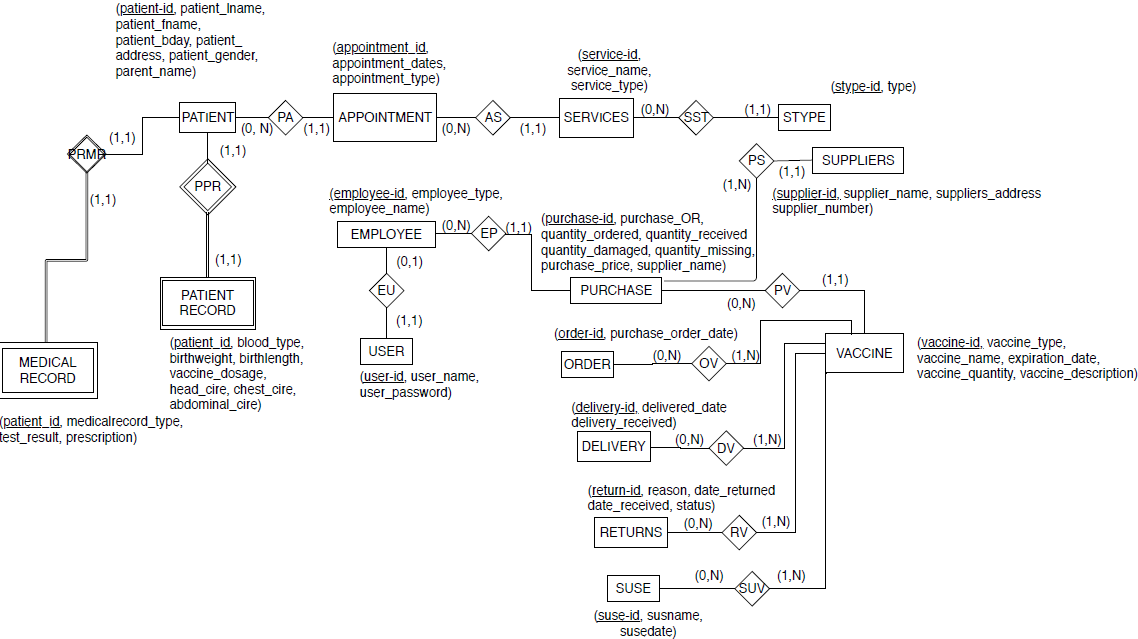 (patient-id, patient_lname,
patient_fname,
patient_bday, patient_
address, patient_gender,
parent_name)
(appointment_id,
appointment_dates,
appointment_type)
(service-id,
service_name,
service_type)
(stype-id, type)
PATIENT
(0, N)
PA
(1,1)
APPOINTMENT
(0,N)
AS
(1,1)
SERVICES
(0,N)
SST
(1,1)
STYPE
PRMR
(1,1)
(1,1)
(1,1)
PPR
(1,1)
PS
(1,1)
(1,N)
SUPPLIERS
(supplier-id, supplier_name, suppliers_address
supplier_number)
(employee-id, employee_type,
employee_name)
EMPLOYEE
(0,N)
EP
(1,1)
(purchase-id, purchase_OR,
quantity_ordered, quantity_received
quantity_damaged, quantity_missing,
purchase_price, supplier_name)
PURCHASE
(0,N)
PV
(1,1)
(0,1)
EU
(1,1)
USER
(user-id, user_name,
user_password)
PATIENT
RECORD
(patient_id, blood_type,
birthweight, birthlength,
vaccine_dosage,
head_cire, chest_cire,
abdominal_cire)
MEDICAL
RECORD
(patient_id, medicalrecord_type,
test_result, prescription)
(order-id, purchase_order_date)
ORDER
(0,N)
OV
(1,N)
VACCINE
(vaccine-id, vaccine_type,
vaccine_name, expiration_date,
vaccine_quantity, vaccine_description)
(delivery-id, delivered_date
delivery_received)
DELIVERY
(0,N)
DV
(1,N)
(return-id, reason, date_returned
date_received, status)
RETURNS
(0,N)
RV
(1,N)
SUSE
(0,N)
SUV
(1,N)
(suse-id, susname,
susedate)